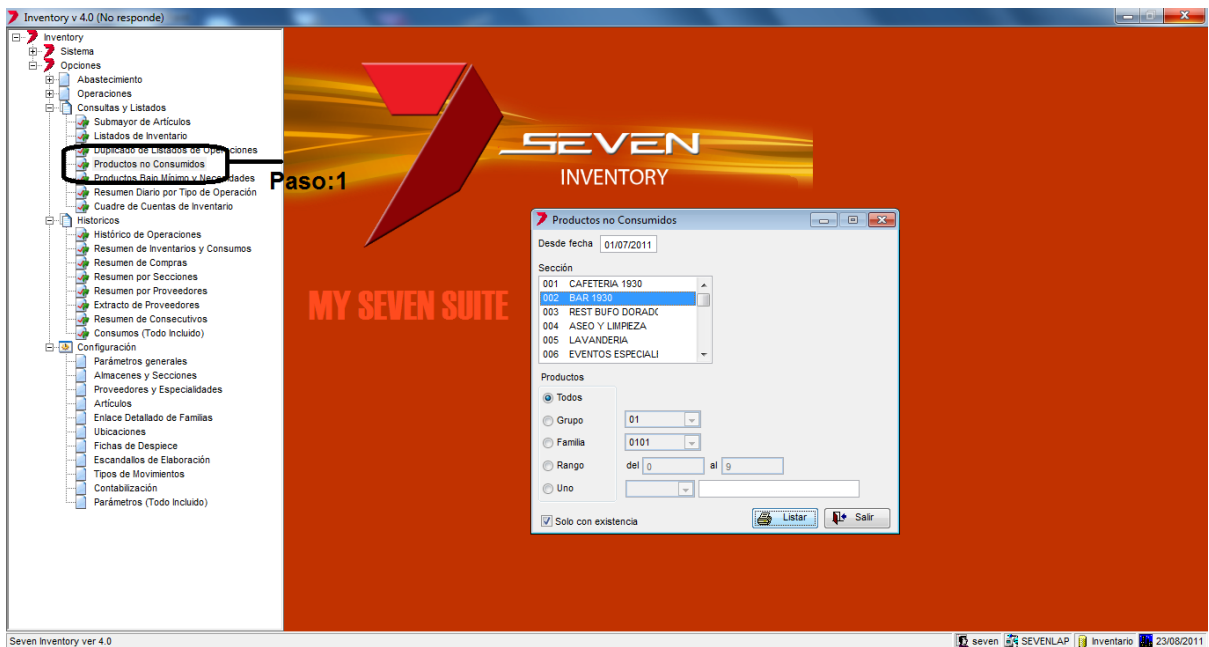 Inventory v 4.0 (No responde)
Inventory
Sistema
Opciones
Abastecimiento
Operaciones
Consultas y Listados
Submayor de Artículos
Listados de Inventario
Duplicado de Listados de Operaciones
Productos no Consumidos
Productos Bajo Mínimo y Necesidades
Resumen Diario por Tipo de Operación
Cuadre de Cuentas de Inventario
Historicos
Histórico de Operaciones
Resumen de Inventarios y Consumos
Resumen de Compras
Resumen por Secciones
Resumen por Proveedores
Extracto de Proveedores
Resumen de Consecutivos
Consumos (Todo Incluido)
Configuración
Parámetros generales
Almacenes y Secciones
Proveedores y Especialidades
Artículos
Enlace Detallado de Familias
Ubicaciones
Fichas de Despiece
Escandallos de Elaboración
Tipos de Movimientos
Contabilización
Parámetros (Todo Incluido)
Paso:1
SEVEN
INVENTORY
MY SEVEN SUITE
Productos no Consumidos
Desde fecha 01/07/2011
Sección
001 CAFETERIA 1930
002 BAR 1930
003 REST BUFO DORADO
004 ASEO Y LIMPIEZA
005 LAVANDERIA
006 EVENTOS ESPECIALI
Productos
Todos
Grupo 01
Familia 0101
Rango del 0 al 9
Uno
Solo con existencia Listar Salir
Seven Inventory ver 4.0 seven SEVENLAP Inventario 23/08/2011